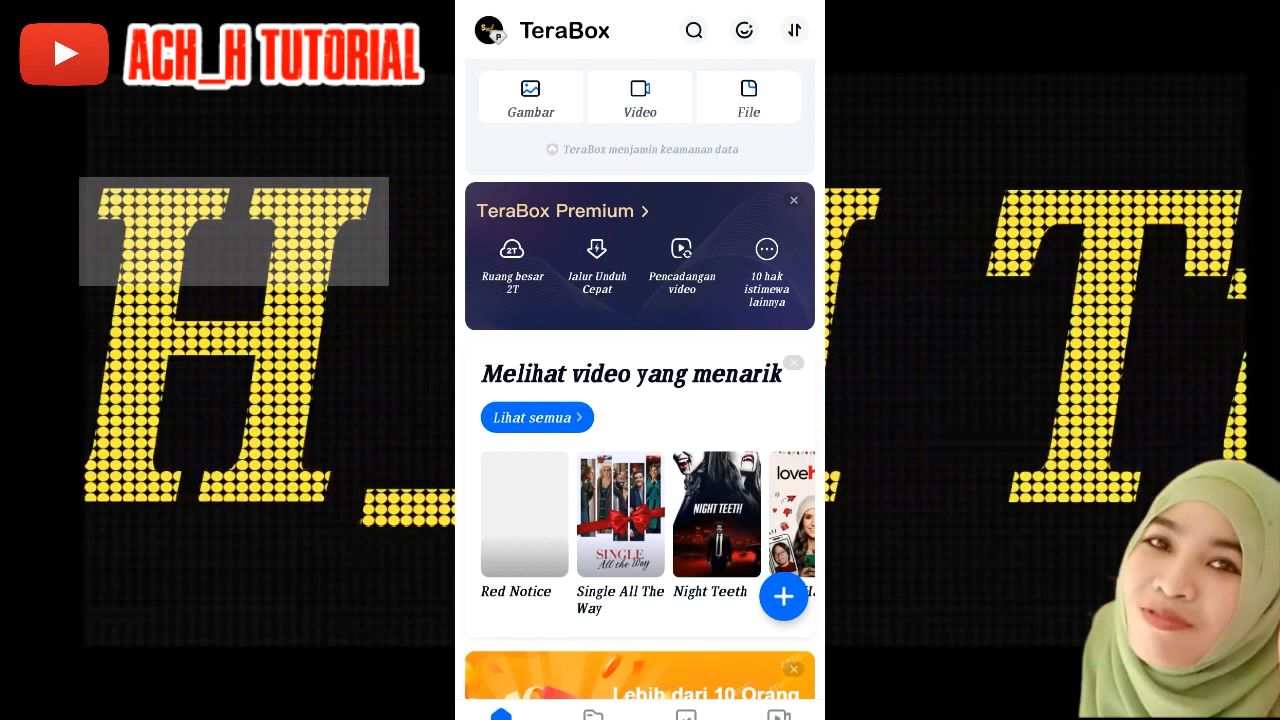 ACH_H TUTORIAL
TeraBox
Gambar
Video
File
TeraBox menjamin keamanan data
TeraBox Premium
2T
Ruang besar
2T
Jalur Unduh
Cepat
Pencadangan
video
10 hak
istimewa
lainnya
Melihat video yang menarik
Lihat semua
SINGLE
All the Way
NIGHT TEETH
love
Red Notice
Single All The
Way
Night Teeth
Lebih dari 10 Orang
H_
T